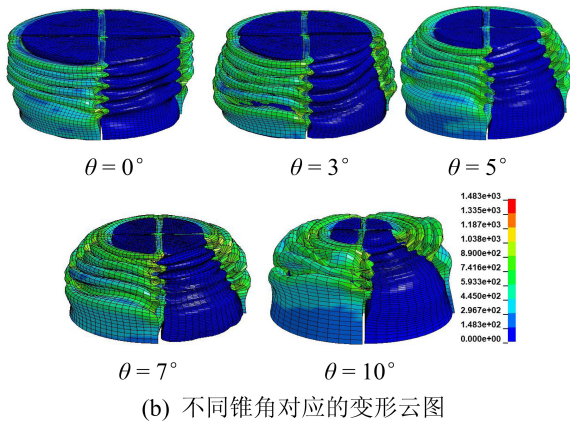 θ = 0°
θ = 3°
θ = 5°
1.483e+03
1.335e+03
1.187e+03
1.038e+03
8.900e+02
7.416e+02
5.933e+02
4.450e+02
2.967e+02
1.483e+02
0.000e+00
θ = 7°
θ = 10°
(b) 不同锥角对应的变形云图